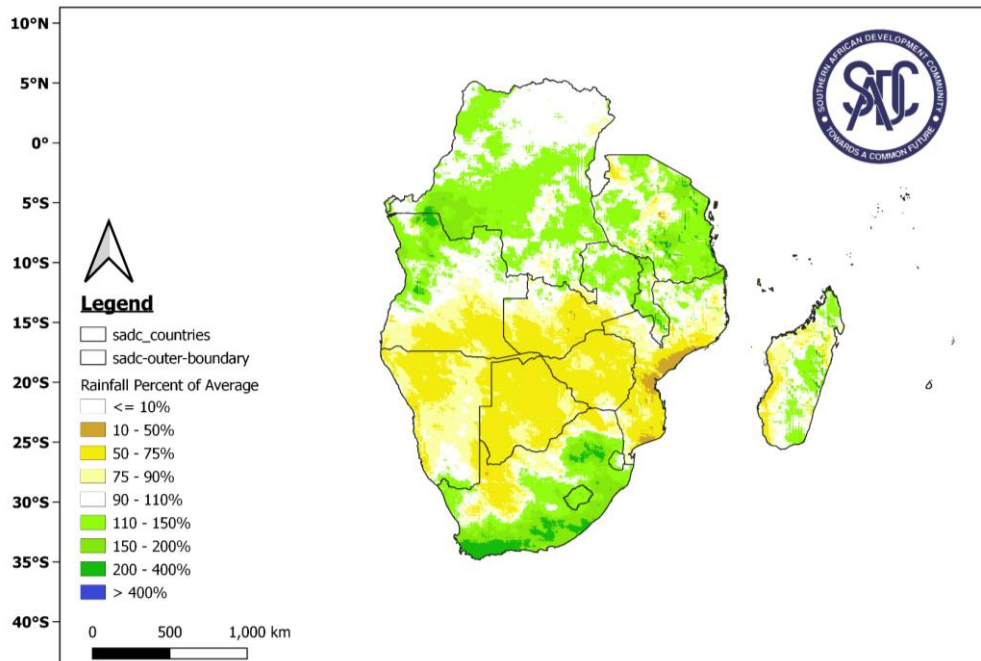 10°N
5°N
0°
5°S
10°S
15°S
20°S
25°S
30°S
35°S
40°S
SOUTHERN AFRICAN DEVELOPMENT COMMUNITY
SADC
TOWARDS A COMMON FUTURE
Legend
sadc_countries
sadc-outer-boundary
Rainfall Percent of Average
<= 10%
10 - 50%
50 - 75%
75 - 90%
90 - 110%
110 - 150%
150 - 200%
200 - 400%
> 400%
0 500 1,000 km